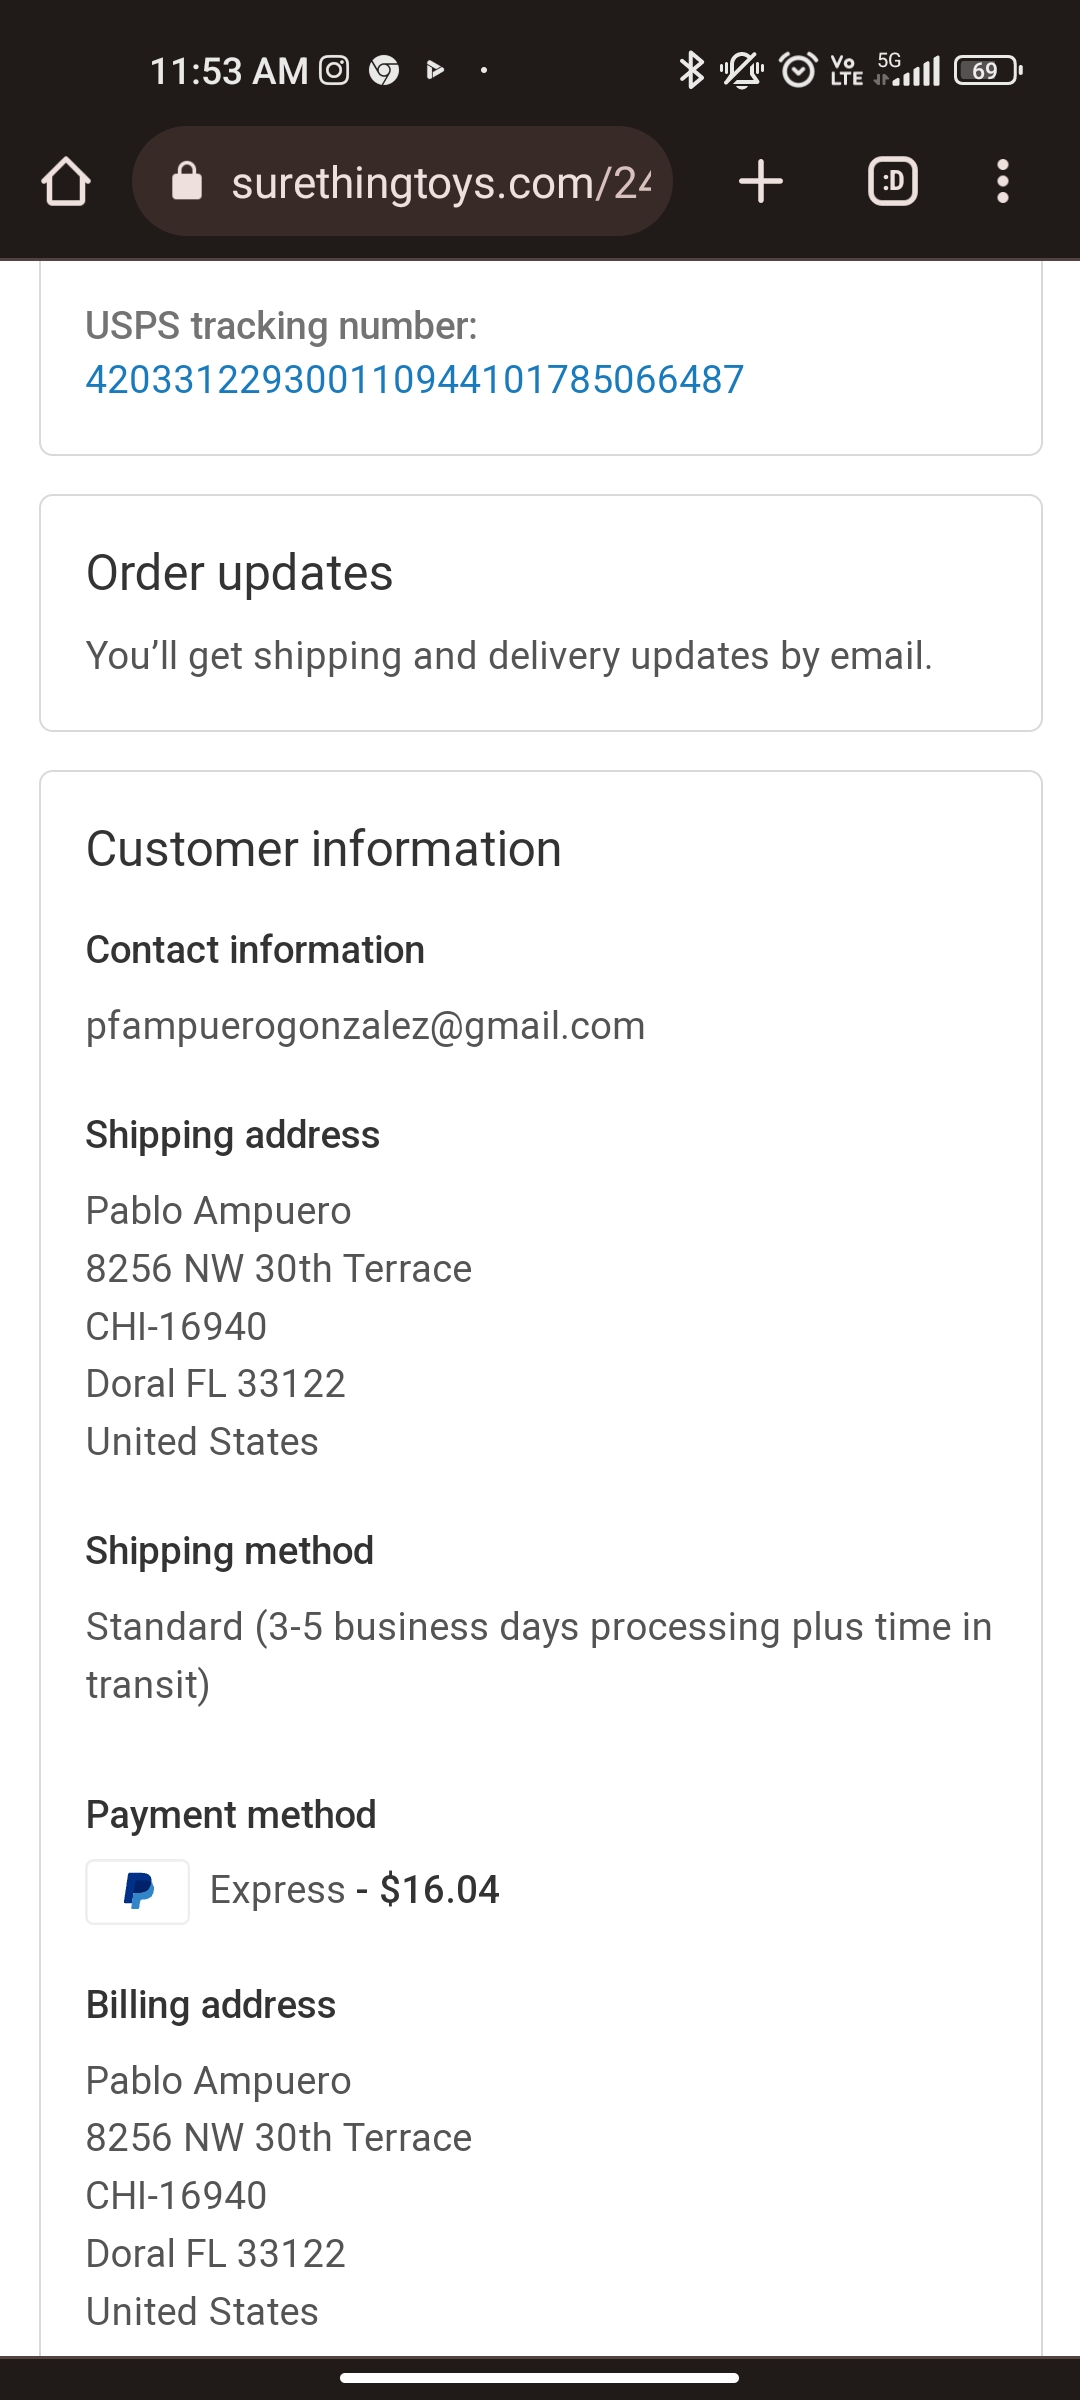 11:53 AM
Vo LTE 5G 69
surethingtoys.com/24
:D
USPS tracking number:
420331229300110944101785066487
Order updates
You’ll get shipping and delivery updates by email.
Customer information
Contact information
pfampuerogonzalez@gmail.com
Shipping address
Pablo Ampuero
8256 NW 30th Terrace
CHI-16940
Doral FL 33122
United States
Shipping method
Standard (3-5 business days processing plus time in
transit)
Payment method
Express - $16.04
Billing address
Pablo Ampuero
8256 NW 30th Terrace
CHI-16940
Doral FL 33122
United States